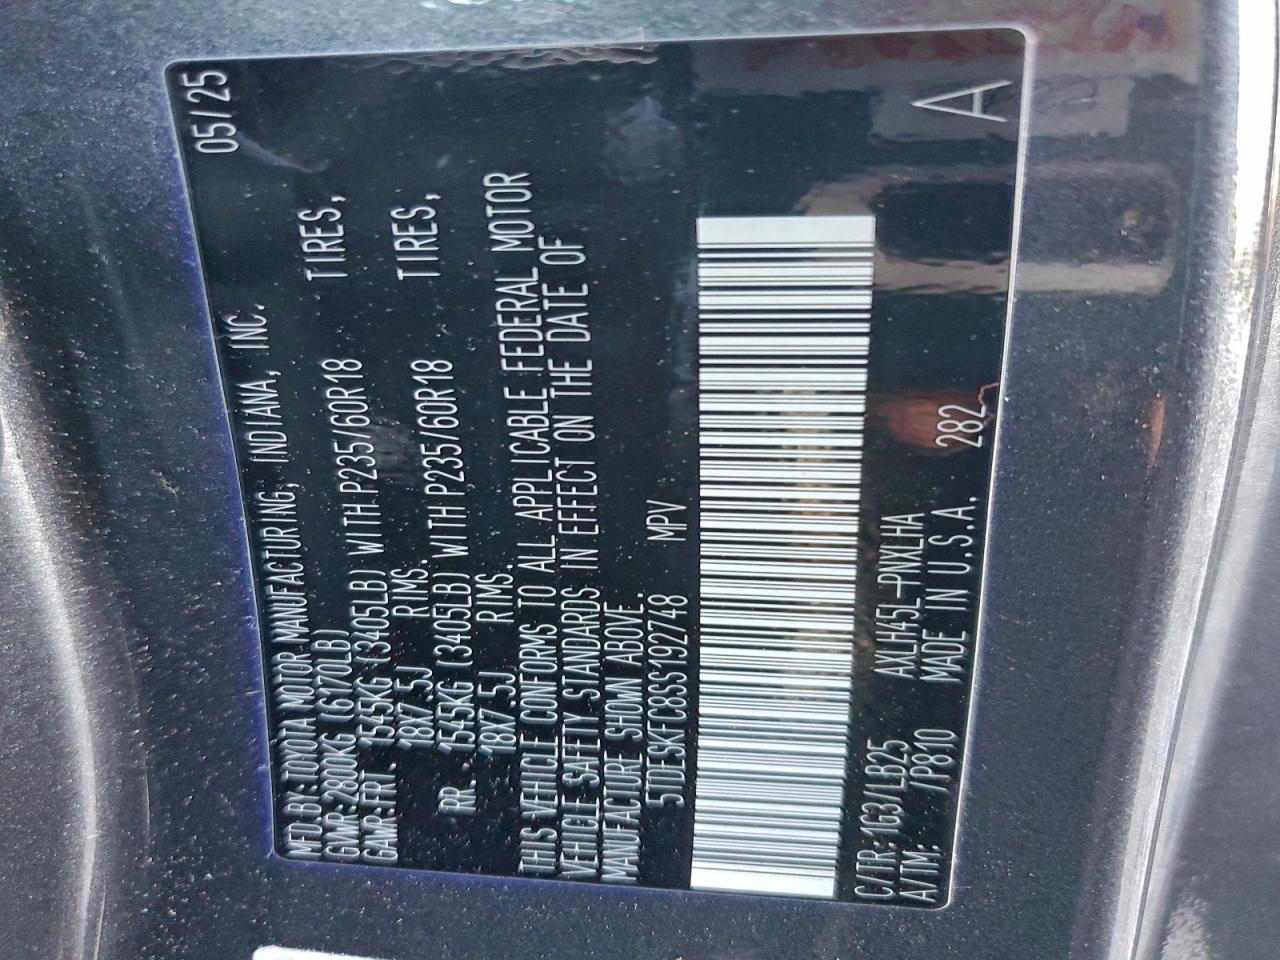 MFD BY: TOYOTA MOTOR MANUFACTURING, INDIANA, INC. 05/25
GVWR: 2800KG (6170LB)
GAWR: FRT. 1545KG (3405LB) WITH P235/60R18 TIRES,
18X7.5J RIMS.
RR. 1545KG (3405LB) WITH P235/60R18 TIRES,
18X7.5J RIMS.
THIS VEHICLE CONFORMS TO ALL APPLICABLE FEDERAL MOTOR
VEHICLE SAFETY STANDARDS IN EFFECT ON THE DATE OF
MANUFACTURE SHOWN ABOVE.
5TDESKFC8SS192748 MPV
C/TR: 1G3/LB25 AXLH45L-PNXLHA
A/TM: /P810 MADE IN U.S.A. 282 A